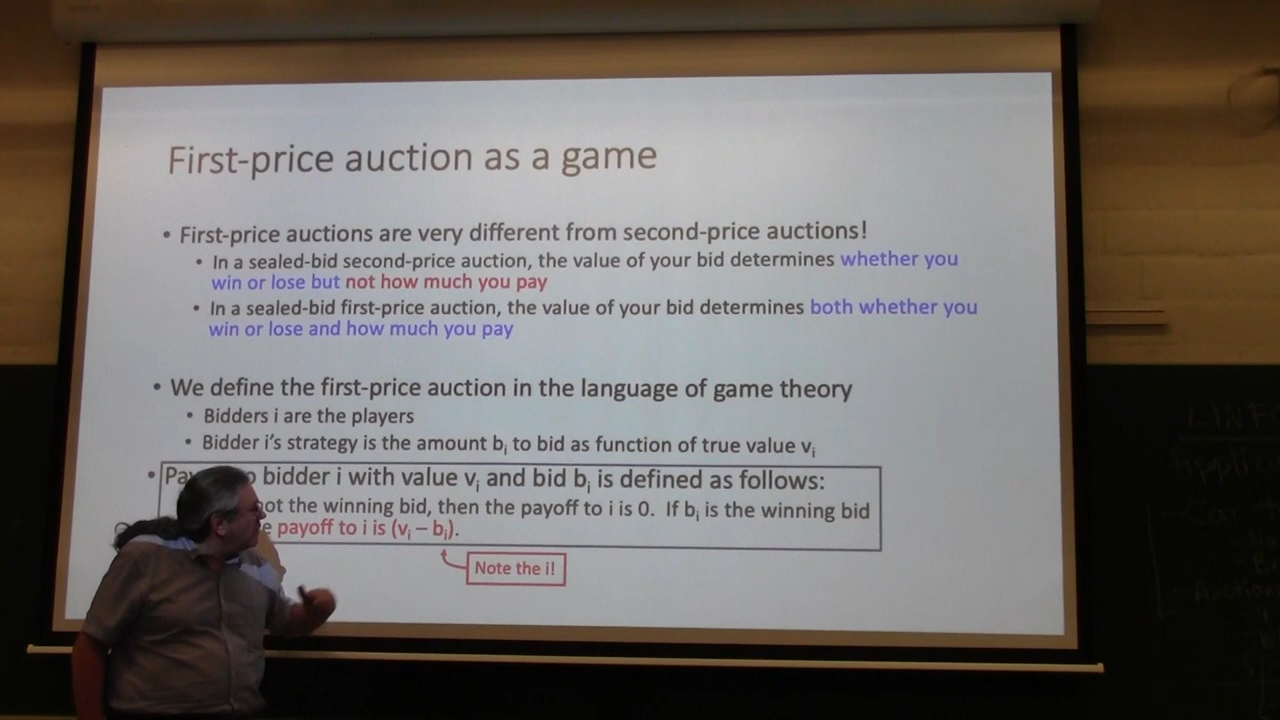 First-price auction as a game
• First-price auctions are very different from second-price auctions!
• In a sealed-bid second-price auction, the value of your bid determines whether you
win or lose but not how much you pay
• In a sealed-bid first-price auction, the value of your bid determines both whether you
win or lose and how much you pay
• We define the first-price auction in the language of game theory
• Bidders i are the players
• Bidder i's strategy is the amount bᵢ to bid as function of true value vᵢ
• bidder i with value vᵢ and bid bᵢ is defined as follows:
not the winning bid, then the payoff to i is 0. If bᵢ is the winning bid
payoff to i is (vᵢ – bᵢ).
Note the i!